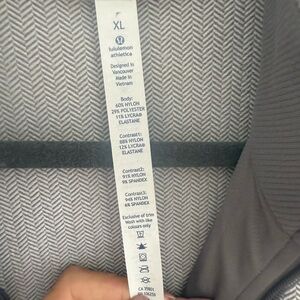 XL
lululemon
athletica
Designed in
Vancouver
Made in
Vietnam
Body:
60% NYLON
29% POLYESTER
11% LYCRA®
ELASTANE
Contrast1:
88% NYLON
12% LYCRA®
ELASTANE
Contrast2:
91% NYLON
9% SPANDEX
Contrast3:
94% NYLON
6% SPANDEX
Exclusive of trim
Wash with like
colours only